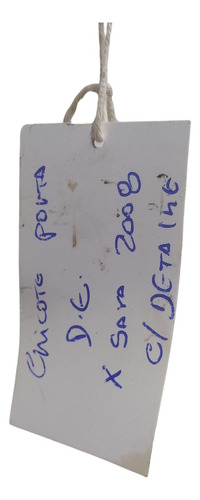 CHICOTE PORTA
D.E.
X SARA 2008
C/ DETALHE